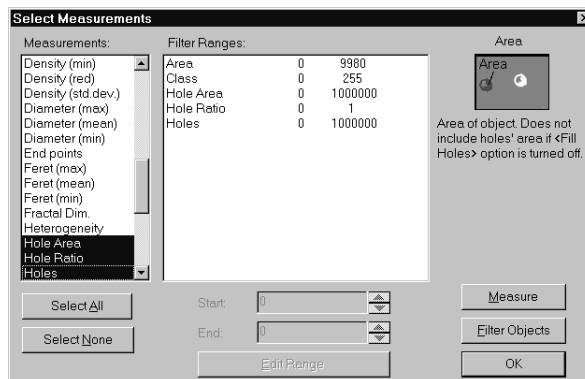 Select Measurements
Measurements:
Density (min)
Density (red)
Density (std.dev.)
Diameter (max)
Diameter (mean)
Diameter (min)
End points
Feret (max)
Feret (mean)
Feret (min)
Fractal Dim.
Heterogeneity
Hole Area
Hole Ratio
Holes
Select All
Select None
Filter Ranges:
Area 0 9980
Class 0 255
Hole Area 0 1000000
Hole Ratio 0 1
Holes 0 1000000
Start: 0
End: 0
Edit Range
Area
Area
Area of object. Does not
include holes' area if <Fill
Holes> option is turned off.
Measure
Filter Objects
OK